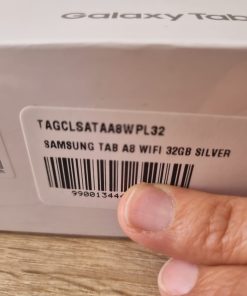 Galaxy Tab
TAGCLSATAA8WPL32
SAMSUNG TAB A8 WIFI 32GB SILVER